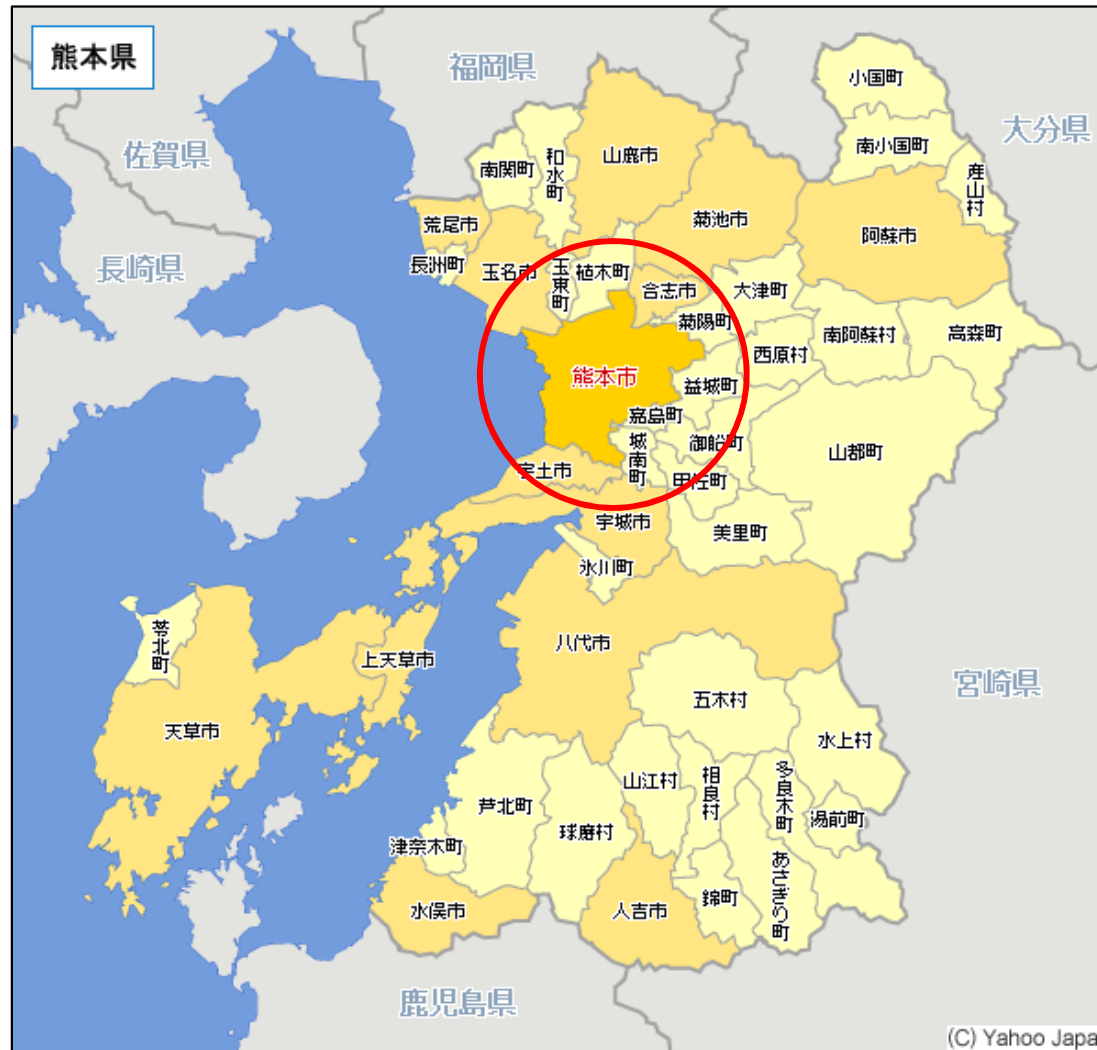 熊本県
福岡県
佐賀県
大分県
長崎県
宮崎県
鹿児島県
小国町
南小国町
産山村
山鹿市
和水町
南関町
菊池市
阿蘇市
荒尾市
長洲町
玉名市
玉東町
植木町
合志市
大津町
菊陽町
南阿蘇村
高森町
西原村
熊本市
益城町
嘉島町
城南町
御船町
山都町
宇土市
甲佐町
宇城市
美里町
氷川町
八代市
苓北町
上天草市
天草市
五木村
水上村
山江村
相良村
多良木町
湯前町
芦北町
球磨村
津奈木町
あさぎり町
錦町
水俣市
人吉市
(C) Yahoo Japa